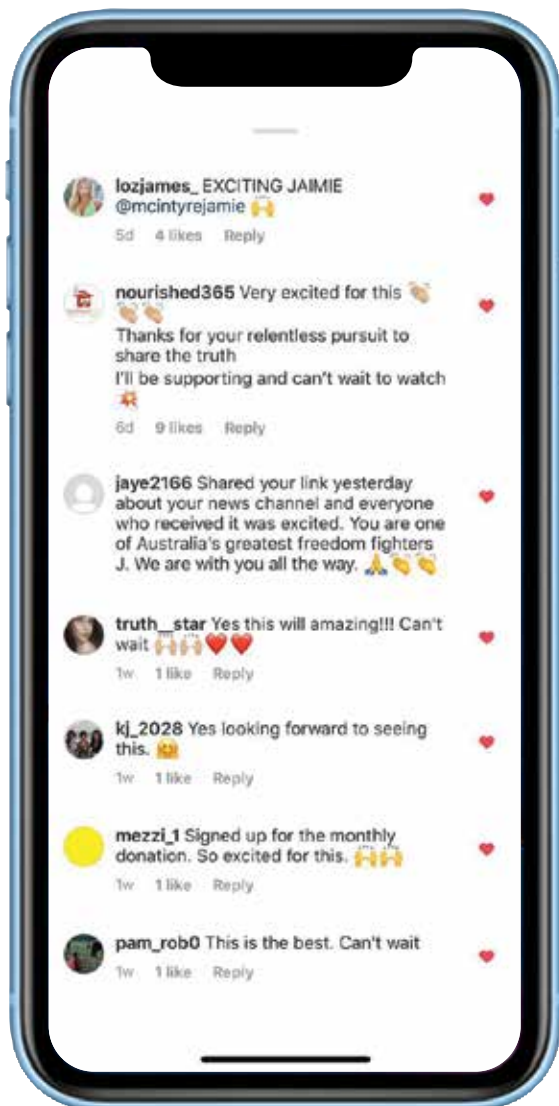 lozjames_ EXCITING JAIMIE
@mcintyrejamie 🙌
5d 4 likes Reply
nourished365 Very excited for this 👏🏼
👏🏼👏🏼
Thanks for your relentless pursuit to
share the truth
I'll be supporting and can't wait to watch
💥
6d 9 likes Reply
jaye2166 Shared your link yesterday
about your news channel and everyone
who received it was excited. You are one
of Australia's greatest freedom fighters
J. We are with you all the way. 🙏👏👏
truth__star Yes this will amazing!!! Can't
wait 🙌🏼🙌🏼❤️❤️
1w 1 like Reply
kj_2028 Yes looking forward to seeing
this. 🤗
1w 1 like Reply
mezzi_1 Signed up for the monthly
donation. So excited for this. 🙌🙌
1w 1 like Reply
pam_rob0 This is the best. Can't wait
1w 1 like Reply